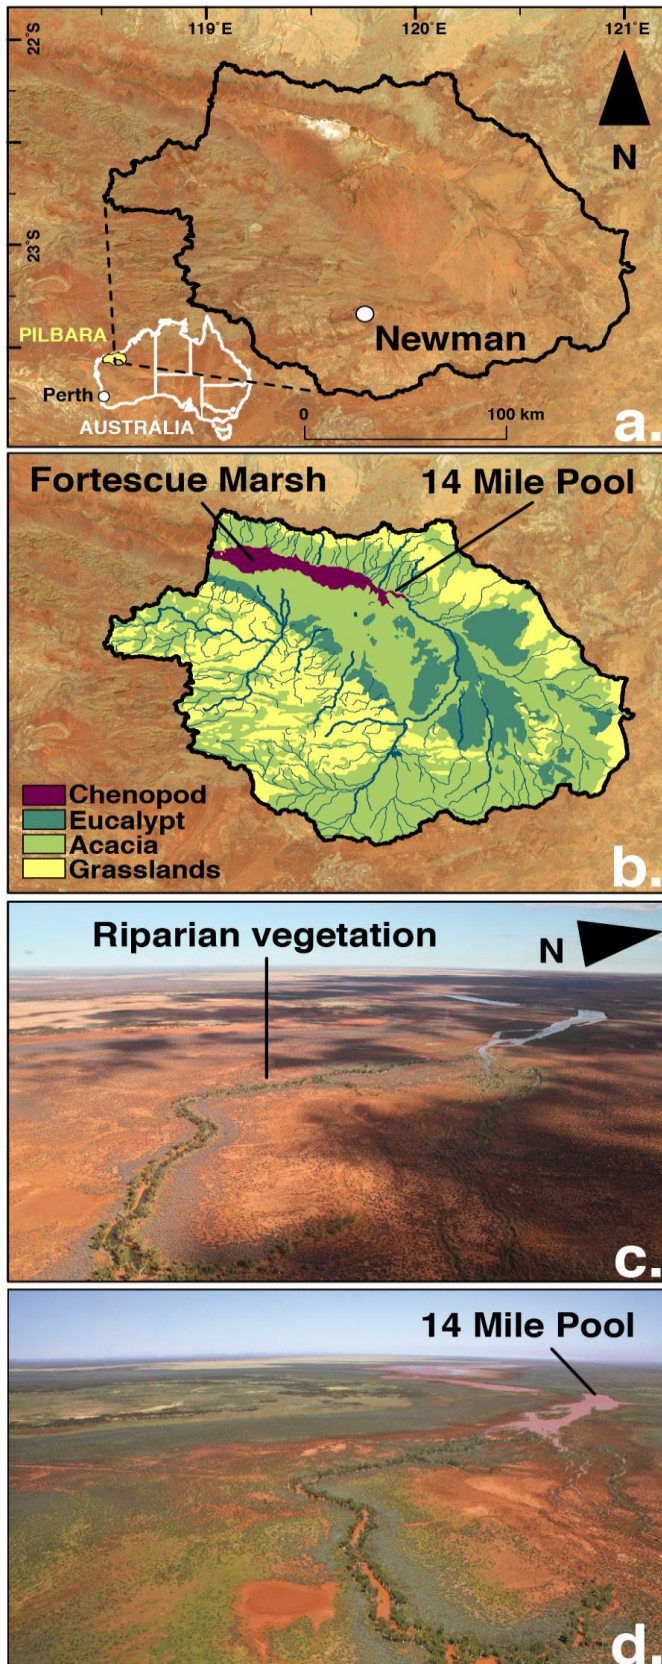 119°E
120°E
121°E
22°S
N
23°S
Newman
PILBARA
Perth
AUSTRALIA
0
100 km
a.
Fortescue Marsh
14 Mile Pool
Chenopod
Eucalypt
Acacia
Grasslands
b.
Riparian vegetation
N
c.
14 Mile Pool
d.